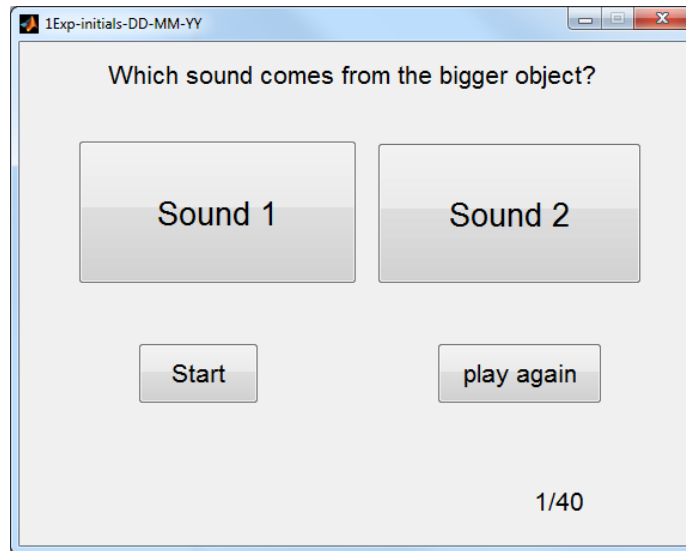 1Exp-initials-DD-MM-YY
Which sound comes from the bigger object?
Sound 1
Sound 2
Start
play again
1/40